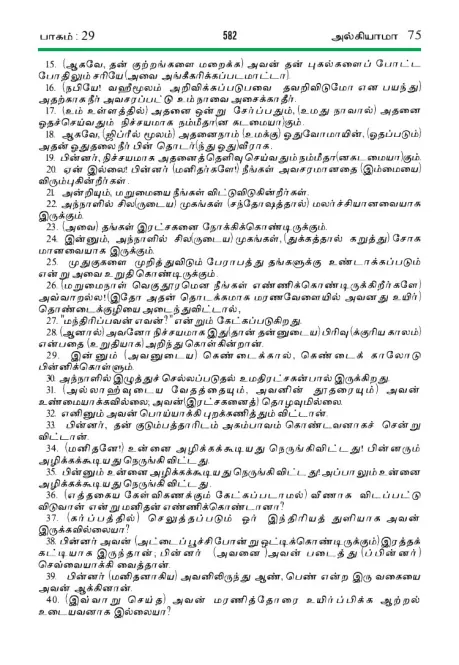 பாகம் : 29 582 அல்கியாமா 75
15. (ஆகவே, தன் குற்றங்களை மறைக்க) அவன் தன் புகல்களைப் போட்ட
போதிலும் சரியே (அவை அங்கீகரிக்கப்படமாட்டா).
16. (நபியே! வஹீமூலம் அறிவிக்கப்படுபவை தவறிவிடுமோ என பயந்து)
அதற்காக நீர் அவசரப்பட்டு உம் நாவை அசைக்காதீர்.
17. (உம் உள்ளத்தில்) அதனை ஒன்று சேர்ப்பதும், (உமது நாவால்) அதனை
ஓதச்செய்வதும் நிச்சயமாக நம்மீதான கடமையா(கு)ம்.
18. ஆகவே, (ஜிப்ரீல் மூலம்) அதனைநாம் (உமக்கு) ஓதுவோமாயின், (ஓதப்படும்)
அதன் ஓதுதலை நீர் பின் தொடர்(ந்து ஓது)வீராக.
19. பின்னர், நிச்சயமாக அதனைத்தெளிவு செய்வதும் நம்மீதா(னகடமையா)கும்.
20. ஏன் இல்லை! பின்னர் (மனிதர்களே!) நீங்கள் அவசரமானதை (இம்மையை)
விரும்புகின்றீர்கள்.
21. அன்றியும், மறுமையை நீங்கள் விட்டுவிடுகின்றீர்கள்.
22. அந்நாளில் சில(ருடைய) முகங்கள் (சந்தோஷத்தால்) மலர்ச்சியானவையாக
இருக்கும்.
23. (அவை) தங்கள் இரட்சகனை நோக்கிக்கொண்டிருக்கும்.
24. இன்னும், அந்நாளில் சில(ருடைய) முகங்கள், (துக்கத்தால் கறுத்து) சோக
மானவையாக இருக்கும்.
25. முதுகுகளை முறித்துவிடும் பேராபத்து தங்களுக்கு உண்டாக்கப்படும்
என்று அவை உறுதி கொண்டிருக்கும்.
26. (மறுமைநாள் வெகுதூரமென நீங்கள் எண்ணிக்கொண்டிருக்கிறீர்களே)
அவ்வாறல்ல! (இதோ அதன் தொடக்கமாக மரணவேளையில் அவனது உயிர்)
தொண்டைக்குழியை அடைந்துவிட்டால்,
27. "மந்திரிப்பவன் எவன்?" என்றும் கேட்கப்படுகிறது.
28. (ஆனால்) அவனோ நிச்சயமாக இது(தான் தன்னுடைய) பிரிவு(க்குரிய காலம்)
என்பதை (உறுதியாக) அறிந்து கொள்கின்றான்.
29. இன்னும் (அவனுடைய) கெண்டைக்கால், கெண்டைக் காலோடு
பின்னிக்கொள்ளும்.
30. அந்நாளில் இழுத்துச் செல்லப்படுதல் உமதிரட்சகன்பால் இருக்கிறது.
31. (அல்லாஹ்வுடைய வேதத்தையும், அவனின் தூதரையும்) அவன்
உண்மையாக்கவில்லை; அவன்(இரட்சகனைத்) தொழவுமில்லை.
32. எனினும் அவன் பொய்யாக்கி புறக்கணித்தும் விட்டான்.
33. பின்னர், தன் குடும்பத்தாரிடம் அகம்பாவம் கொண்டவனாகச் சென்று
விட்டான்.
34. (மனிதனே!) உன்னை அழிக்கக்கூடியது நெருங்கிவிட்டது! பின்னரும்
அழிக்கக்கூடியது நெருங்கி விட்டது.
35. பின்னும் உன்னை அழிக்கக்கூடியது நெருங்கி விட்டது! அப்பாலும் உன்னை
அழிக்கக்கூடியது நெருங்கிவிட்டது.
36. (எத்தகைய கேள்விகணக்கும் கேட்கப்படாமல்) வீணாக விடப்பட்டு
விடுவான் என்று மனிதன் எண்ணிக்கொண்டானா?
37. (கர்ப்பத்தில்) செலுத்தப்படும் ஓர் இந்திரியத் துளியாக அவன்
இருக்கவில்லையா?
38. பின்னர் அவன் (அட்டைப்பூச்சிபோன்று ஒட்டிக்கொண்டிருக்கும்) இரத்தக்
கட்டியாக இருந்தான்; பின்னர் (அவனை )அவன் படைத்து (ப்பின்னர்)
செவ்வையாக்கி வைத்தான்.
39. பின்னர் (மனிதனாகிய) அவனிலிருந்து ஆண், பெண் என்ற இரு வகையை
அவன் ஆக்கினான்.
40. (இவ்வாறு செய்த) அவன் மரணித்தோரை உயிர்ப்பிக்க ஆற்றல்
உடையவனாக இல்லையா?